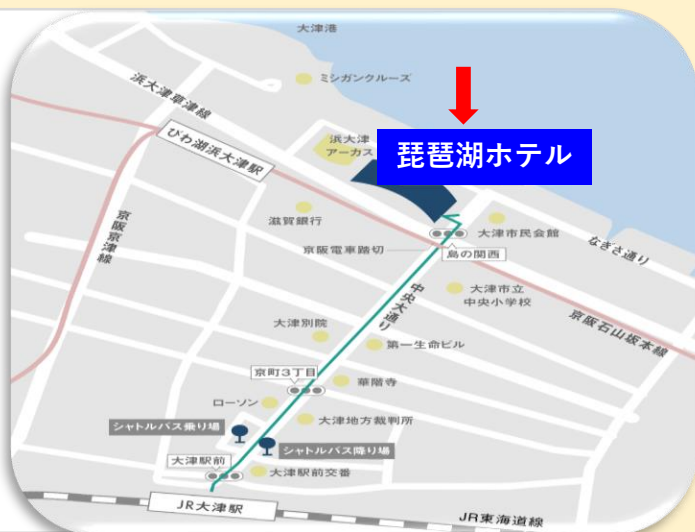 大津港
ミシガンクルーズ
浜大津草津線
びわ湖浜大津駅
浜大津
アーカス
琵琶湖ホテル
滋賀銀行
大津市民会館
なぎさ通り
京阪電車踏切
島の関西
京阪京津線
大津市立
中央小学校
中央大通り
京阪石山坂本線
大津別院
第一生命ビル
京町3丁目
華階寺
ローソン
大津地方裁判所
シャトルバス乗り場
シャトルバス降り場
大津駅前
大津駅前交番
JR大津駅
JR東海道線